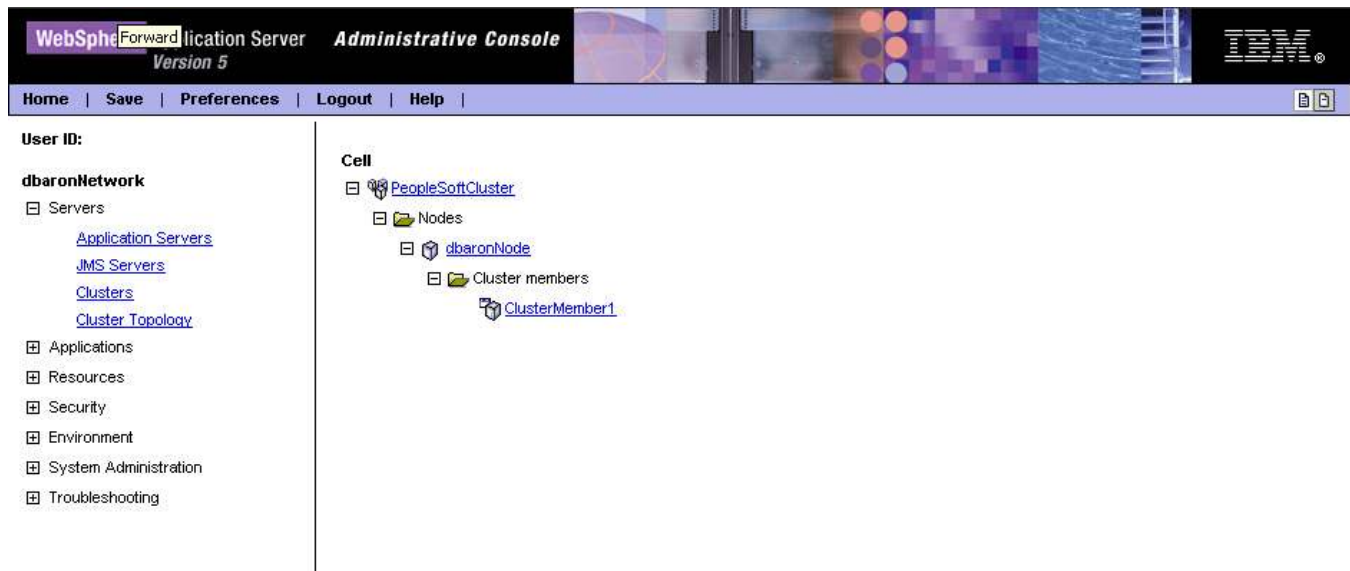 WebSphe Forward lication Server Administrative Console
Version 5
IBM®
Home | Save | Preferences | Logout | Help |
User ID:
dbaronNetwork
Servers
Application Servers
JMS Servers
Clusters
Cluster Topology
Applications
Resources
Security
Environment
System Administration
Troubleshooting
Cell
PeopleSoftCluster
Nodes
dbaronNode
Cluster members
ClusterMember1